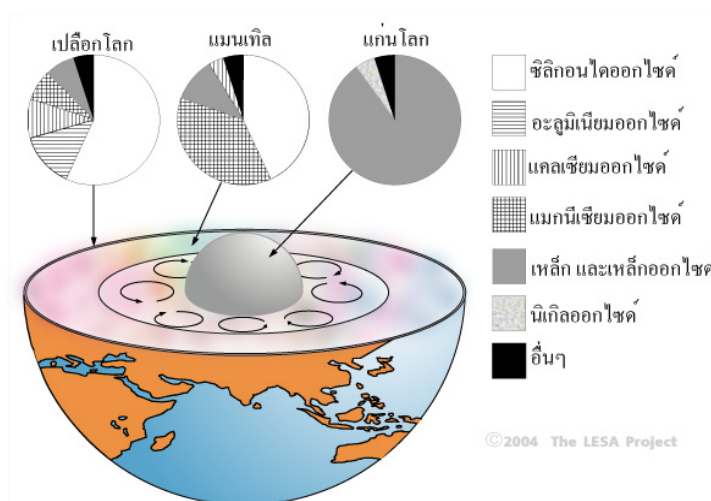 เปลือกโลก
แมนเทิล
แก่นโลก
ซิลิกอนไดออกไซด์
อะลูมิเนียมออกไซด์
แคลเซียมออกไซด์
แมกนีเซียมออกไซด์
เหล็ก และเหล็กออกไซด์
นิเกิลออกไซด์
อื่นๆ
©2004 The LESA Project